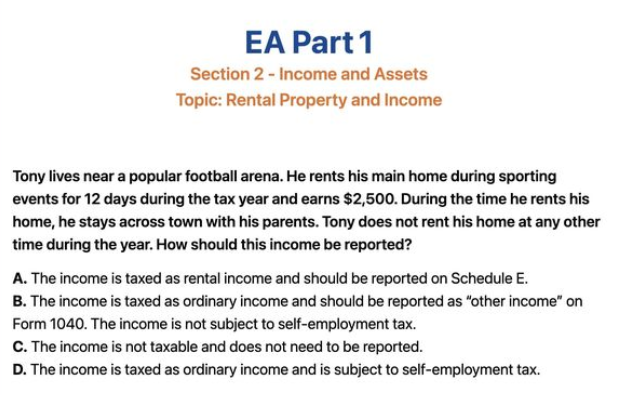 EA Part 1
Section 2 - Income and Assets
Topic: Rental Property and Income
Tony lives near a popular football arena. He rents his main home during sporting
events for 12 days during the tax year and earns $2,500. During the time he rents his
home, he stays across town with his parents. Tony does not rent his home at any other
time during the year. How should this income be reported?
A. The income is taxed as rental income and should be reported on Schedule E.
B. The income is taxed as ordinary income and should be reported as “other income” on
Form 1040. The income is not subject to self-employment tax.
C. The income is not taxable and does not need to be reported.
D. The income is taxed as ordinary income and is subject to self-employment tax.